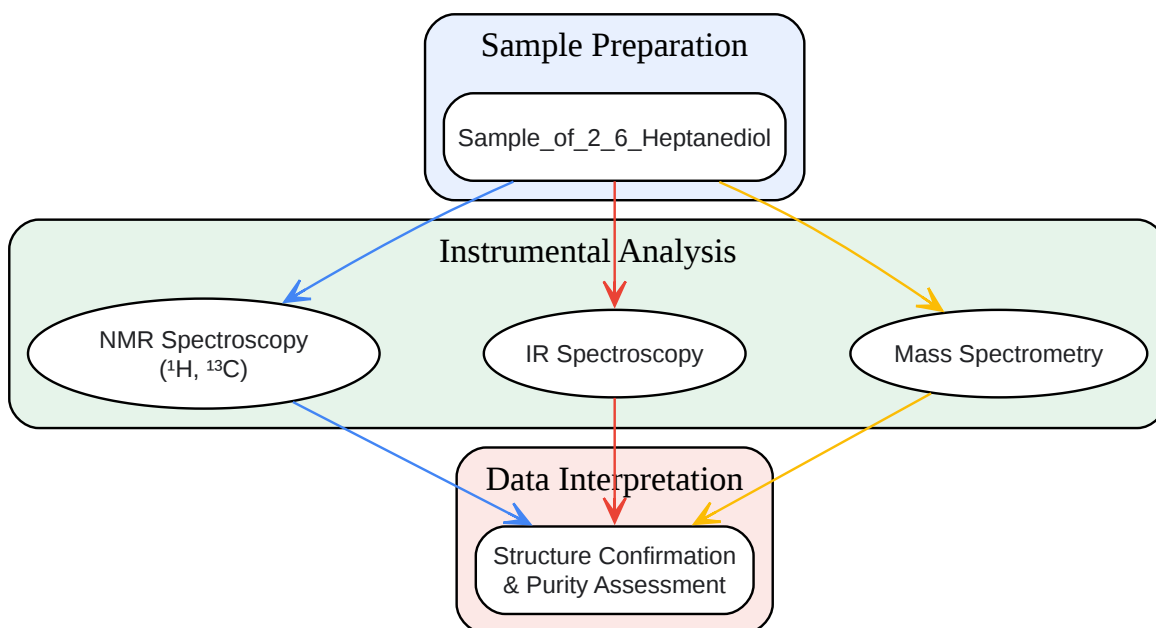 Sample Preparation
Sample_of_2_6_Heptanediol
Instrumental Analysis
NMR Spectroscopy
(¹H, ¹³C)
IR Spectroscopy
Mass Spectrometry
Data Interpretation
Structure Confirmation
& Purity Assessment